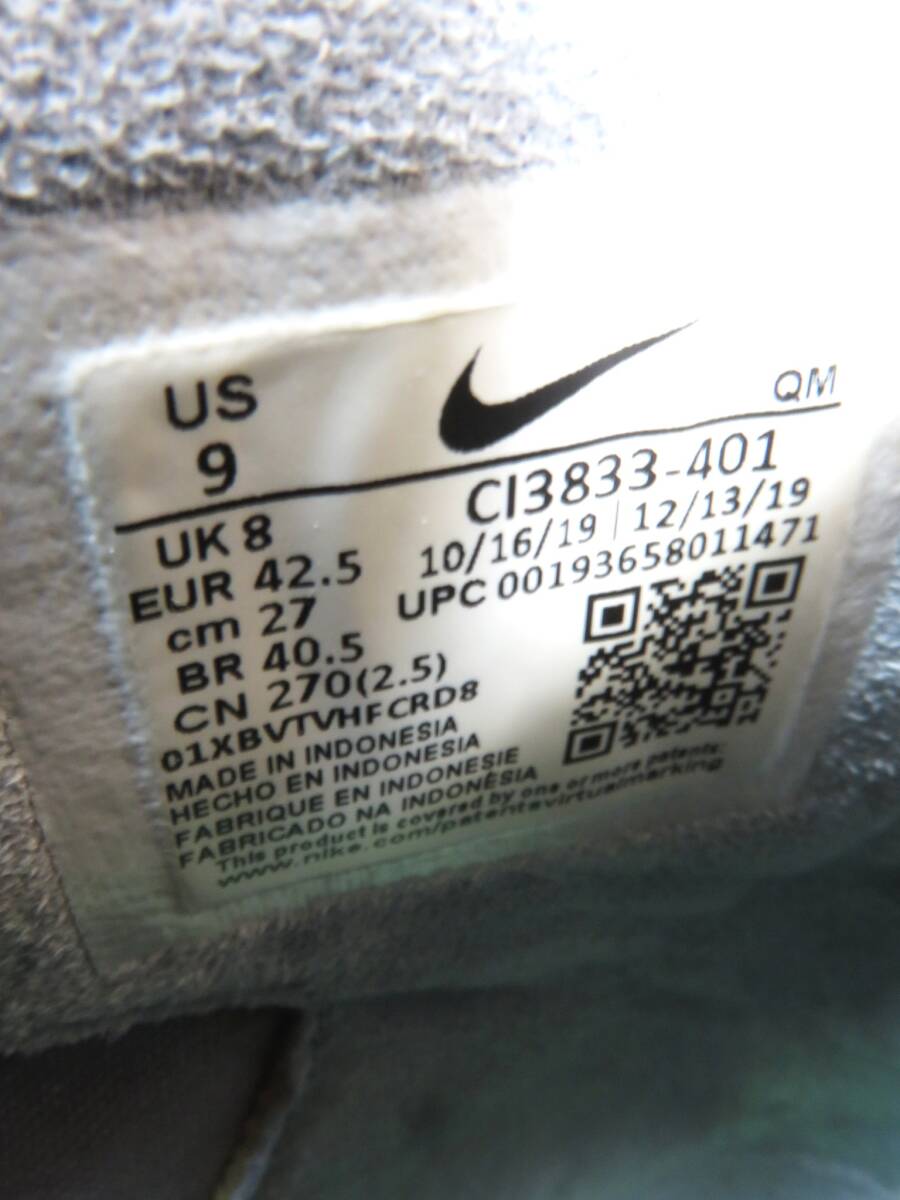 US
9
QM
UK 8
EUR 42.5
cm 27
BR 40.5
CN 270(2.5)
CI3833-401
10/16/19 | 12/13/19
UPC 00193658011471
01XBVTVHFCRD8
MADE IN INDONESIA
HECHO EN INDONESIA
FABRIQUE EN INDONESIE
FABRICADO NA INDONÉSIA
This product is covered by one or more patents:
www.nike.com/patentsvirtualmarking